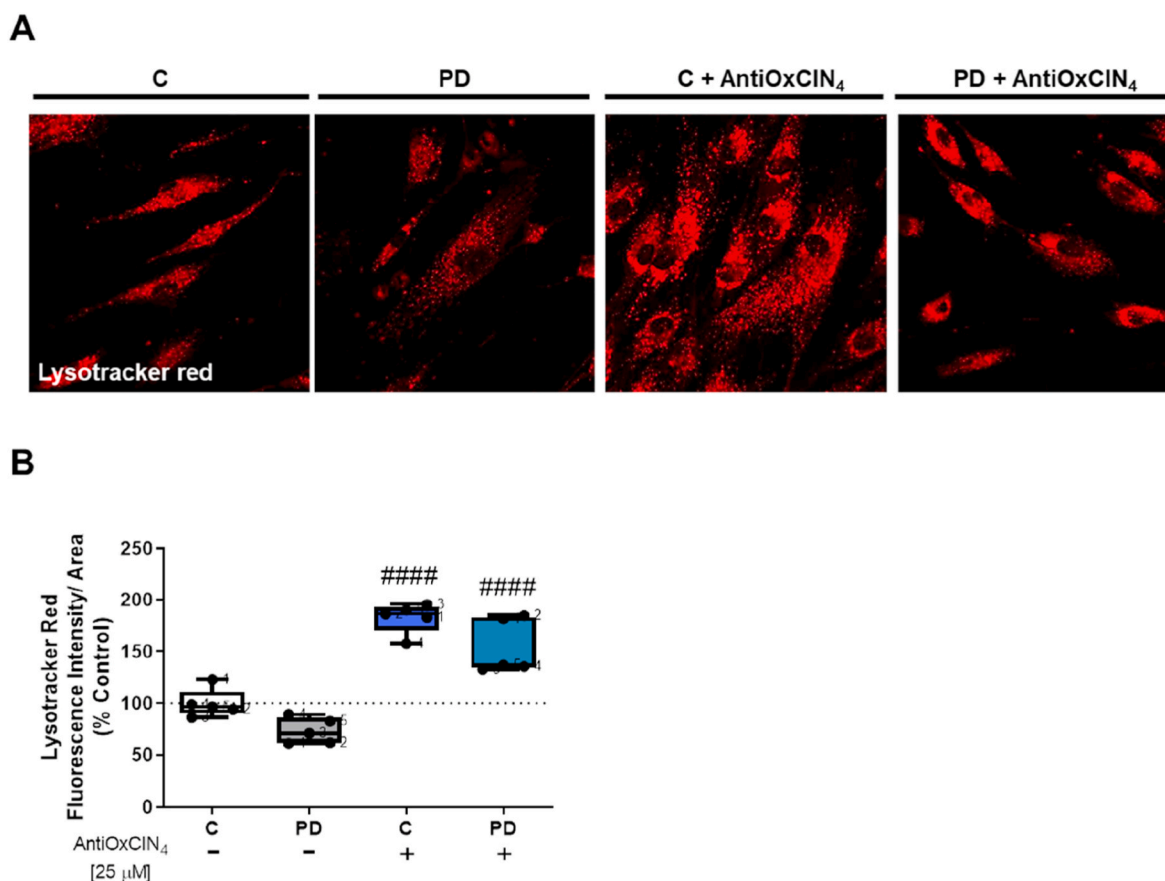 A
C PD C + AntiOxCIN₄ PD + AntiOxCIN₄
Lysotracker red
B
Lysotracker Red
Fluorescence Intensity/ Area
(% Control)
250
200
150
100
50
0
#### ####
C PD C PD
AntiOxCIN₄ − − + +
[25 µM]